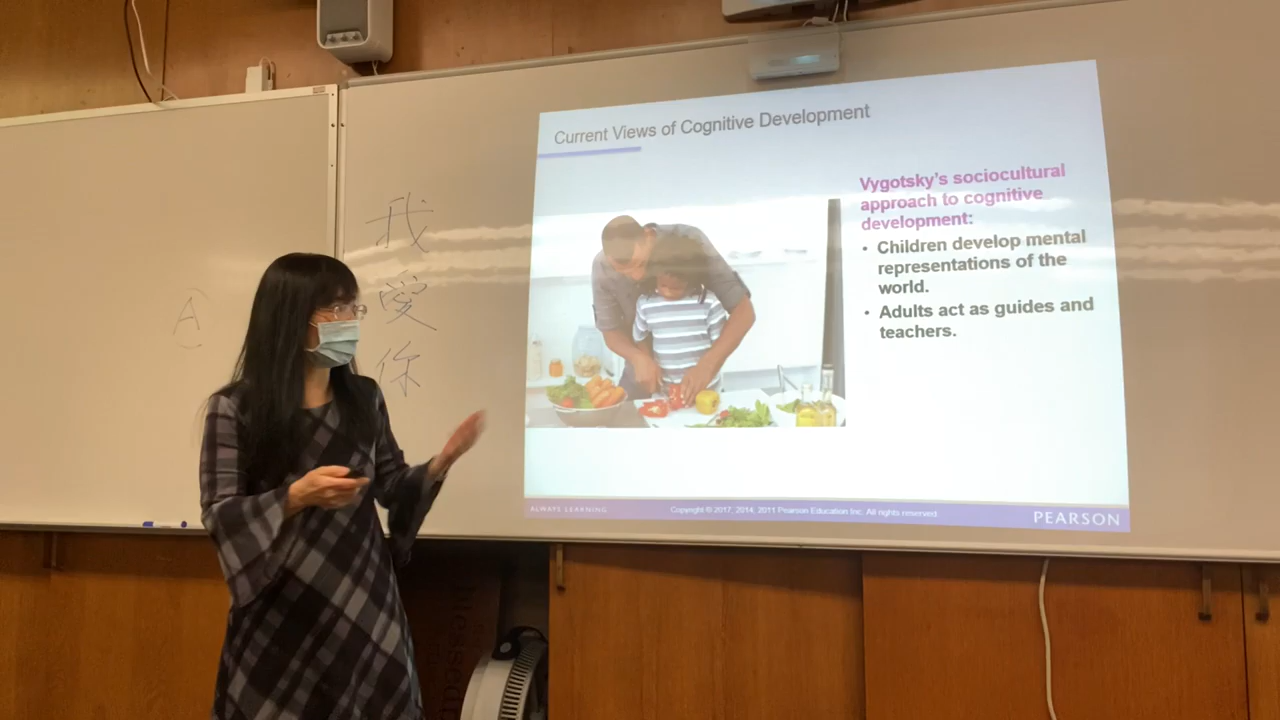 A
我
愛
你
Current Views of Cognitive Development
Vygotsky's sociocultural
approach to cognitive
development:
• Children develop mental
representations of the
world.
• Adults act as guides and
teachers.
ALWAYS LEARNING
Copyright © 2017, 2014, 2011 Pearson Education Inc. All rights reserved.
PEARSON